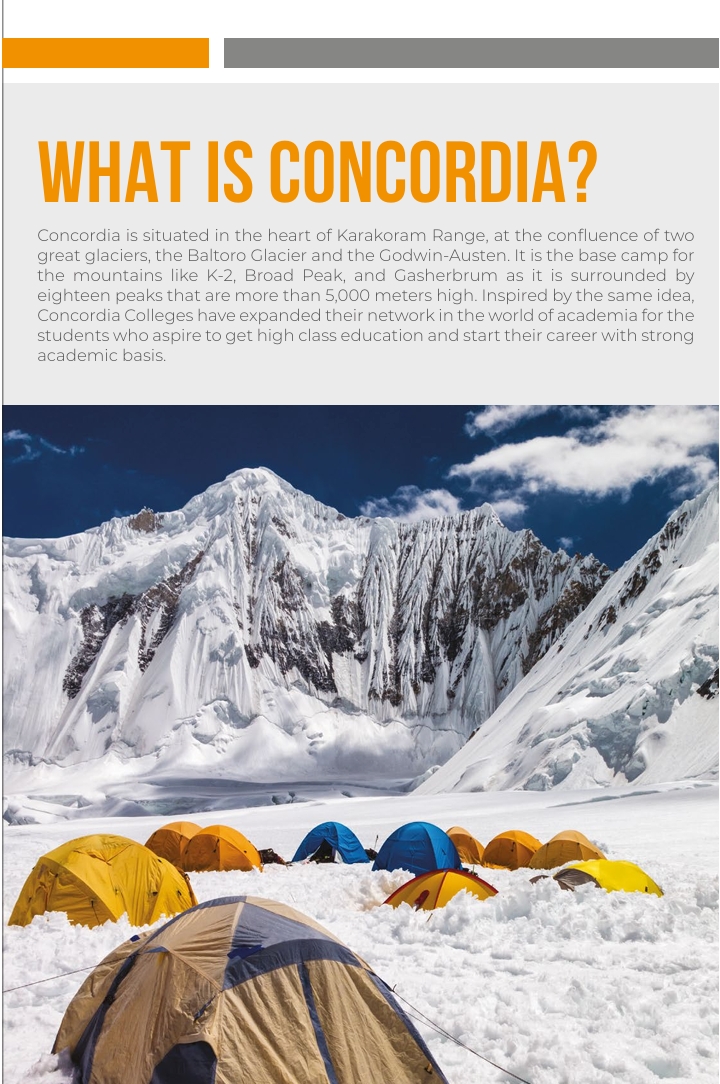 WHAT IS CONCORDIA?
Concordia is situated in the heart of Karakoram Range, at the confluence of two
great glaciers, the Baltoro Glacier and the Godwin-Austen. It is the base camp for
the mountains like K-2, Broad Peak, and Gasherbrum as it is surrounded by
eighteen peaks that are more than 5,000 meters high. Inspired by the same idea,
Concordia Colleges have expanded their network in the world of academia for the
students who aspire to get high class education and start their career with strong
academic basis.